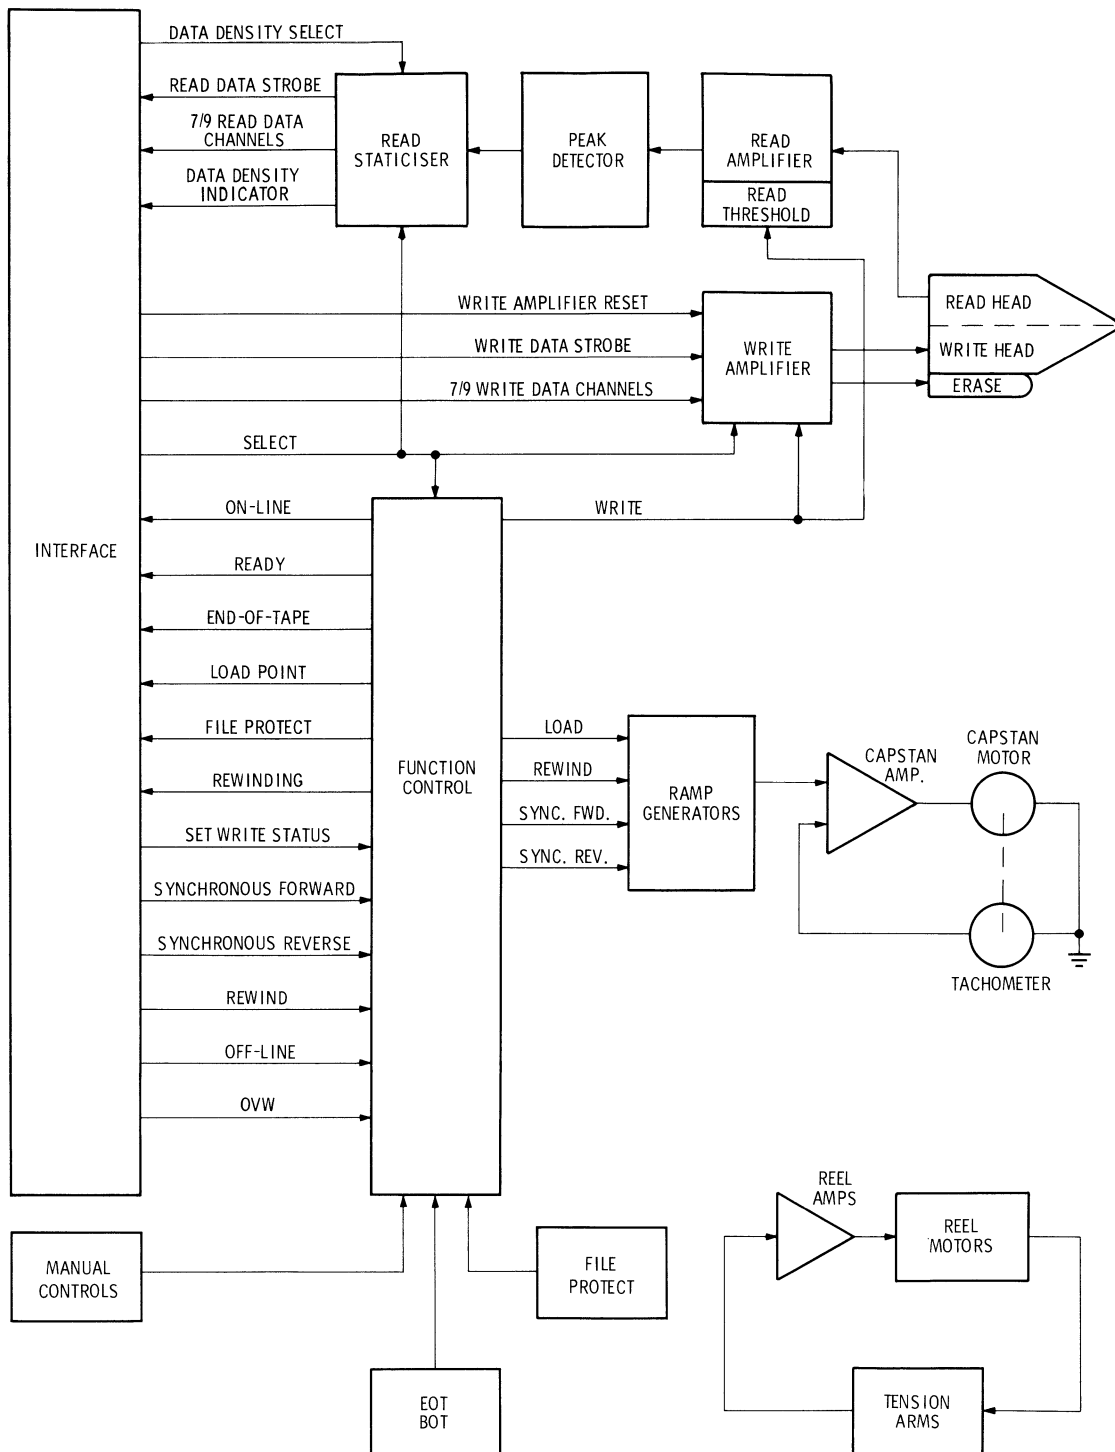 DATA DENSITY SELECT
READ DATA STROBE
7/9 READ DATA
CHANNELS
DATA DENSITY
INDICATOR
READ
STATICISER
PEAK
DETECTOR
READ
AMPLIFIER
READ
THRESHOLD
WRITE AMPLIFIER RESET
WRITE DATA STROBE
7/9 WRITE DATA CHANNELS
SELECT
WRITE
AMPLIFIER
READ HEAD
WRITE HEAD
ERASE
INTERFACE
ON-LINE
READY
END-OF-TAPE
LOAD POINT
FILE PROTECT
REWINDING
SET WRITE STATUS
SYNCHRONOUS FORWARD
SYNCHRONOUS REVERSE
REWIND
OFF-LINE
OVW
FUNCTION
CONTROL
WRITE
LOAD
REWIND
SYNC. FWD.
SYNC. REV.
RAMP
GENERATORS
CAPSTAN
AMP.
CAPSTAN
MOTOR
TACHOMETER
MANUAL
CONTROLS
EOT
BOT
FILE
PROTECT
REEL
AMPS
REEL
MOTORS
TENSION
ARMS